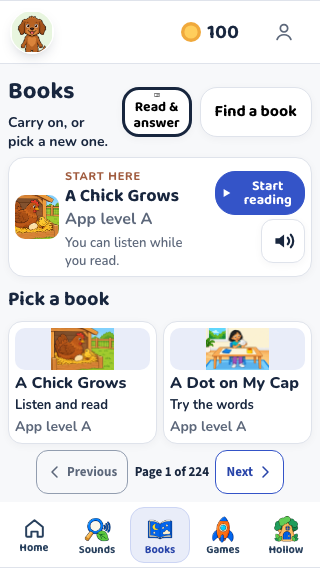 100
Books
Carry on, or
pick a new one.
Read &
answer
Find a book
START HERE
A Chick Grows
App level A
You can listen while
you read.
Start
reading
Pick a book
A Chick Grows
Listen and read
App level A
A Dot on My Cap
Try the words
App level A
Previous
Page 1 of 224
Next
Home
Sounds
Books
Games
Hollow